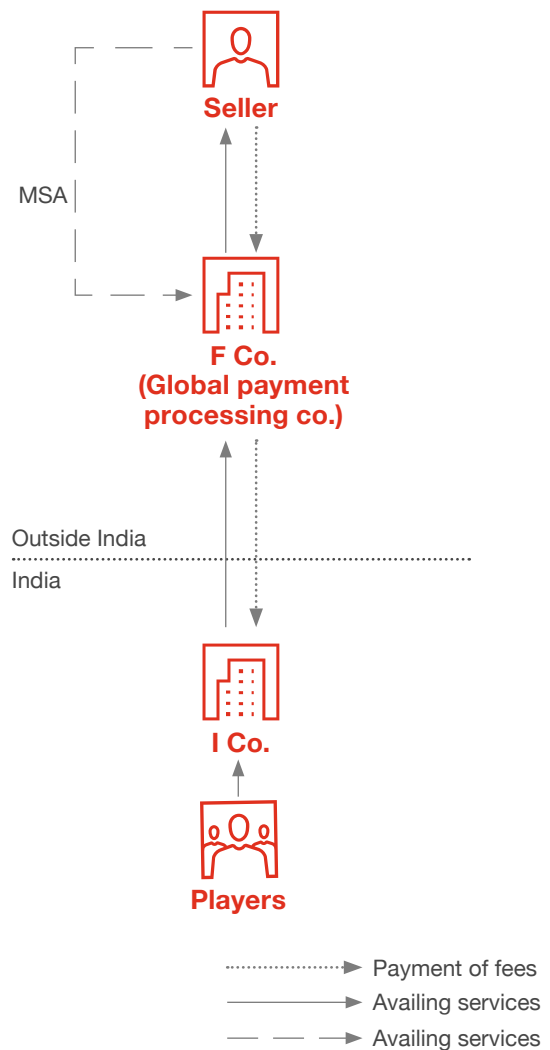 Seller
MSA
F Co.
(Global payment
processing co.)
Outside India
India
I Co.
Players
Payment of fees
Availing services
Availing services